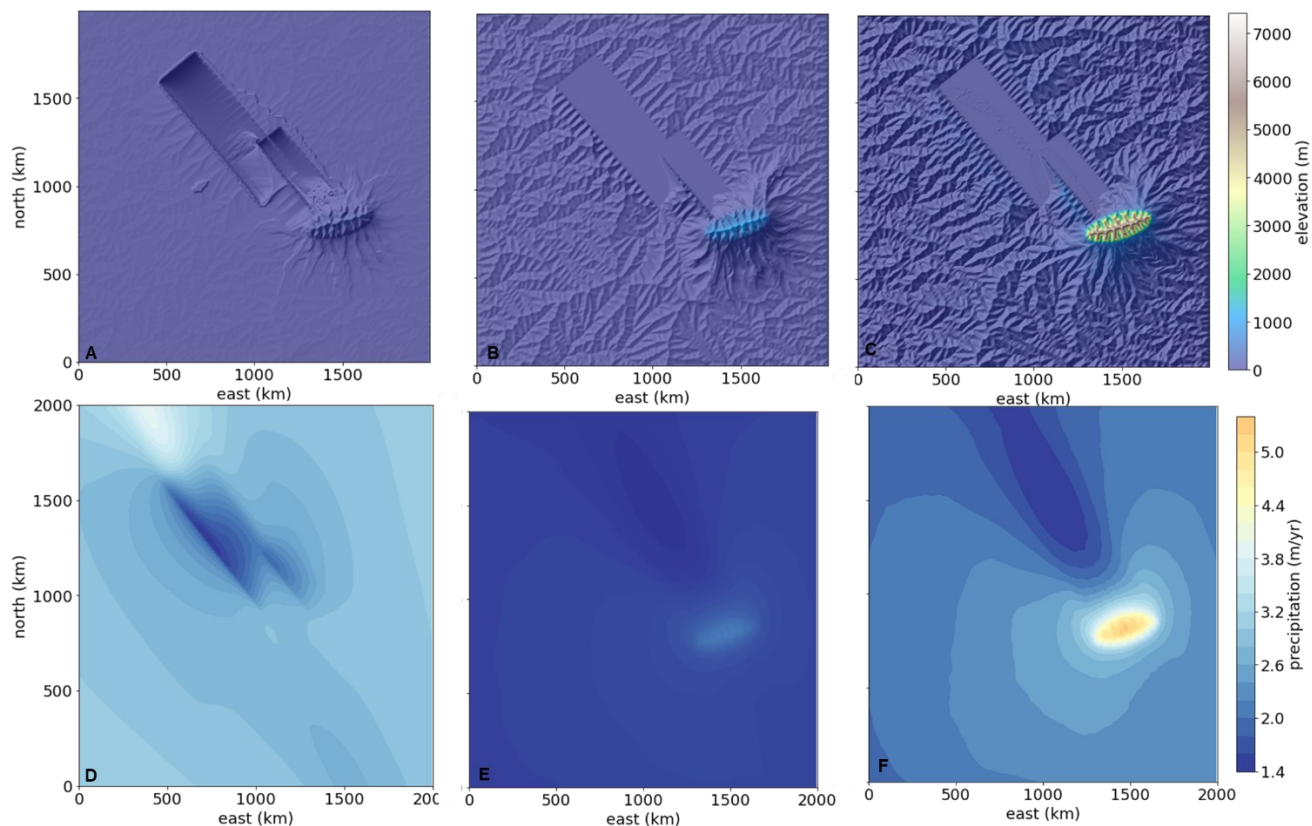 7000
6000
5000
4000
3000
2000
1000
0
elevation (m)
1500
1000
500
0
north (km)
A
B
C
0 500 1000 1500
east (km)
0 500 1000 1500
east (km)
0 500 1000 1500
east (km)
2000
1500
1000
500
0
north (km)
D
E
F
0 500 1000 1500 200
east (km)
0 500 1000 1500 2000
east (km)
0 500 1000 1500 2000
east (km)
5.0
4.4
3.8
3.2
2.6
2.0
1.4
precipitation (m/yr)